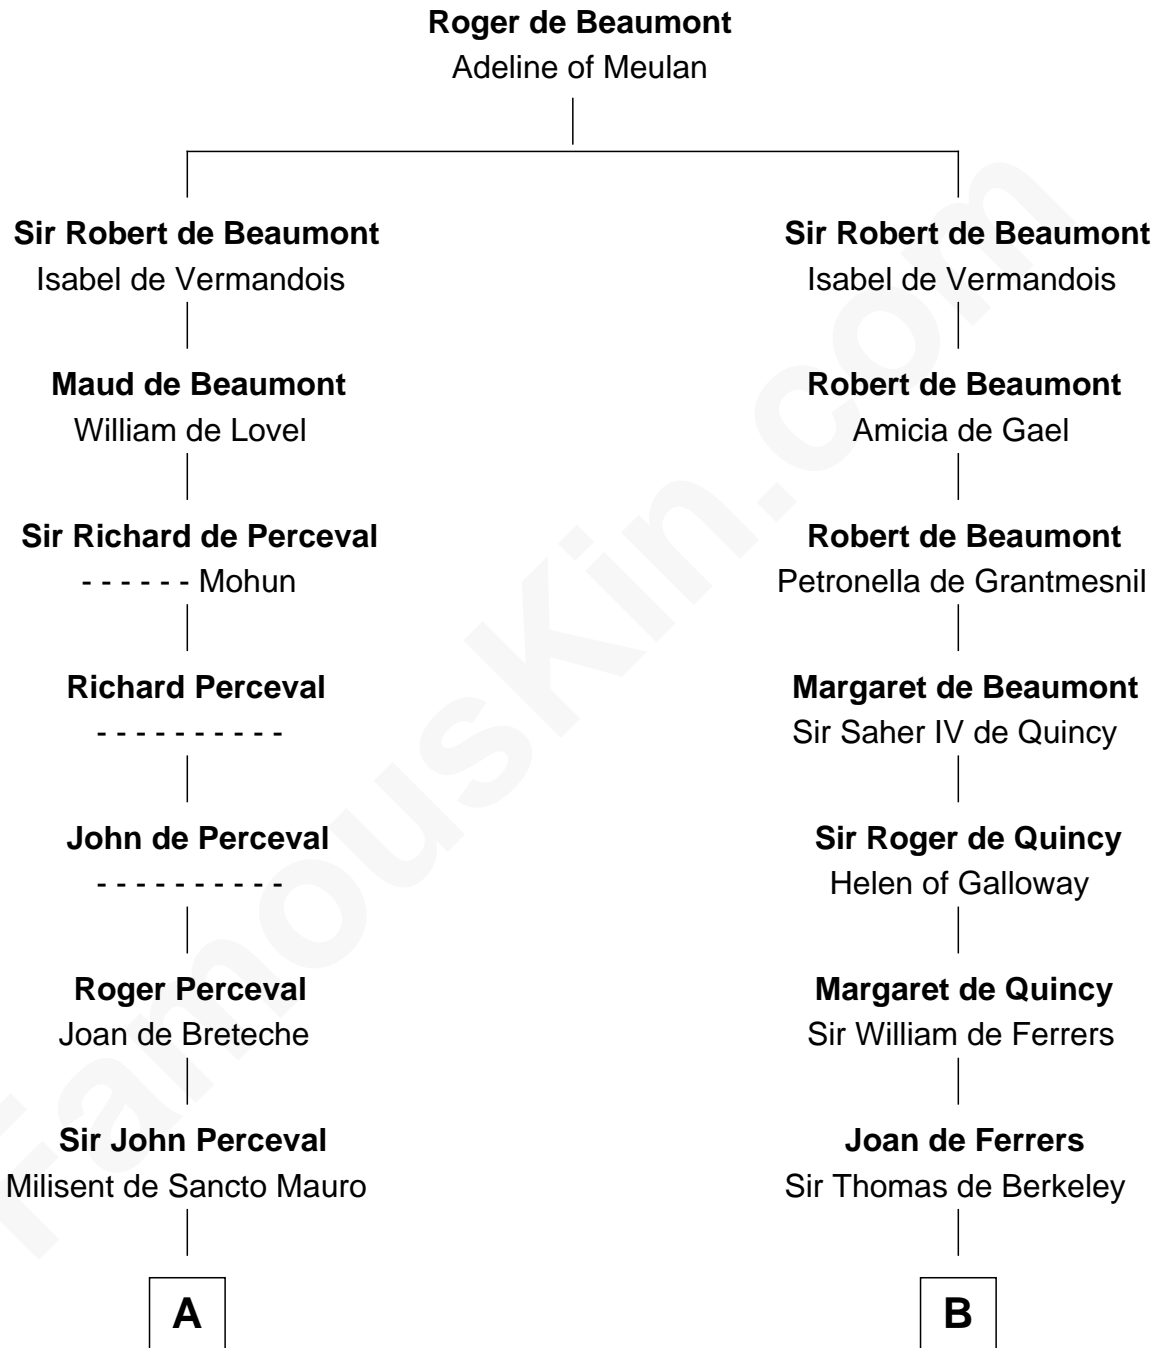 Roger de Beaumont
Adeline of Meulan
Sir Robert de Beaumont
Isabel de Vermandois
Maud de Beaumont
William de Lovel
Sir Richard de Perceval
- - - - - - Mohun
Richard Perceval
- - - - - - - - - -
John de Perceval
- - - - - - - - - -
Roger Perceval
Joan de Breteche
Sir John Perceval
Milisent de Sancto Mauro
A
Sir Robert de Beaumont
Isabel de Vermandois
Robert de Beaumont
Amicia de Gael
Robert de Beaumont
Petronella de Grantmesnil
Margaret de Beaumont
Sir Saher IV de Quincy
Sir Roger de Quincy
Helen of Galloway
Margaret de Quincy
Sir William de Ferrers
Joan de Ferrers
Sir Thomas de Berkeley
B
FamousKin.com